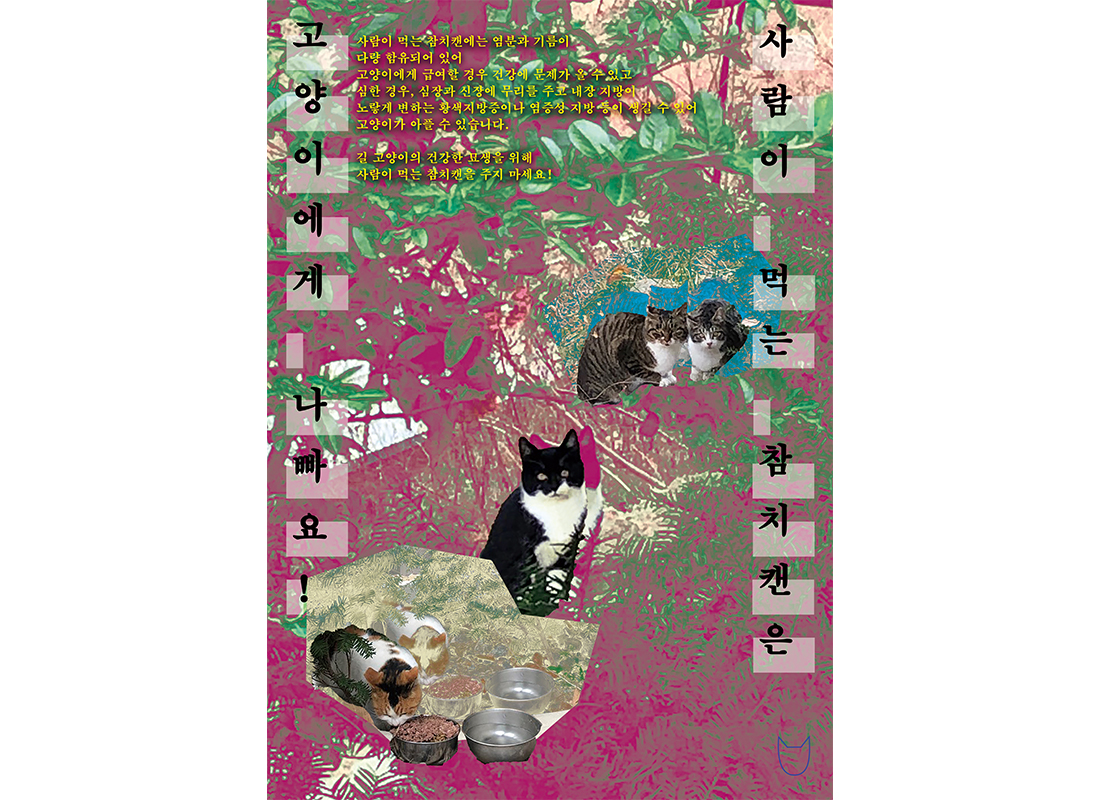 사람이 먹는 참치캔은
고양이에게 나빠요!
사람이 먹는 참치캔에는 염분과 기름이
다량 함유되어 있어
고양이에게 급여할 경우 건강에 문제가 올 수 있고
심한 경우, 심장과 신장에 무리를 주고 내장 지방이
노랗게 변하는 황색지방증이나 염증성 지방 등이 생길 수 있어
고양이가 아플 수 있습니다.
길 고양이의 건강한 묘생을 위해
사람이 먹는 참치캔을 주지 마세요!